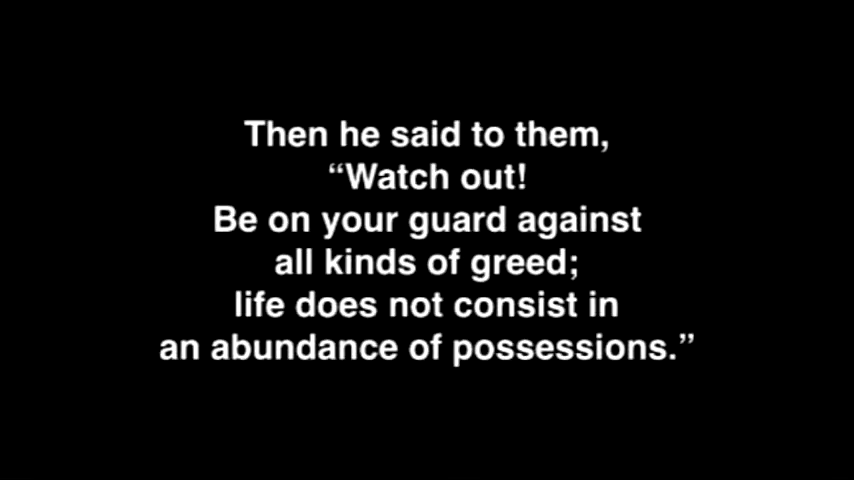 Then he said to them,
“Watch out!
Be on your guard against
all kinds of greed;
life does not consist in
an abundance of possessions.”